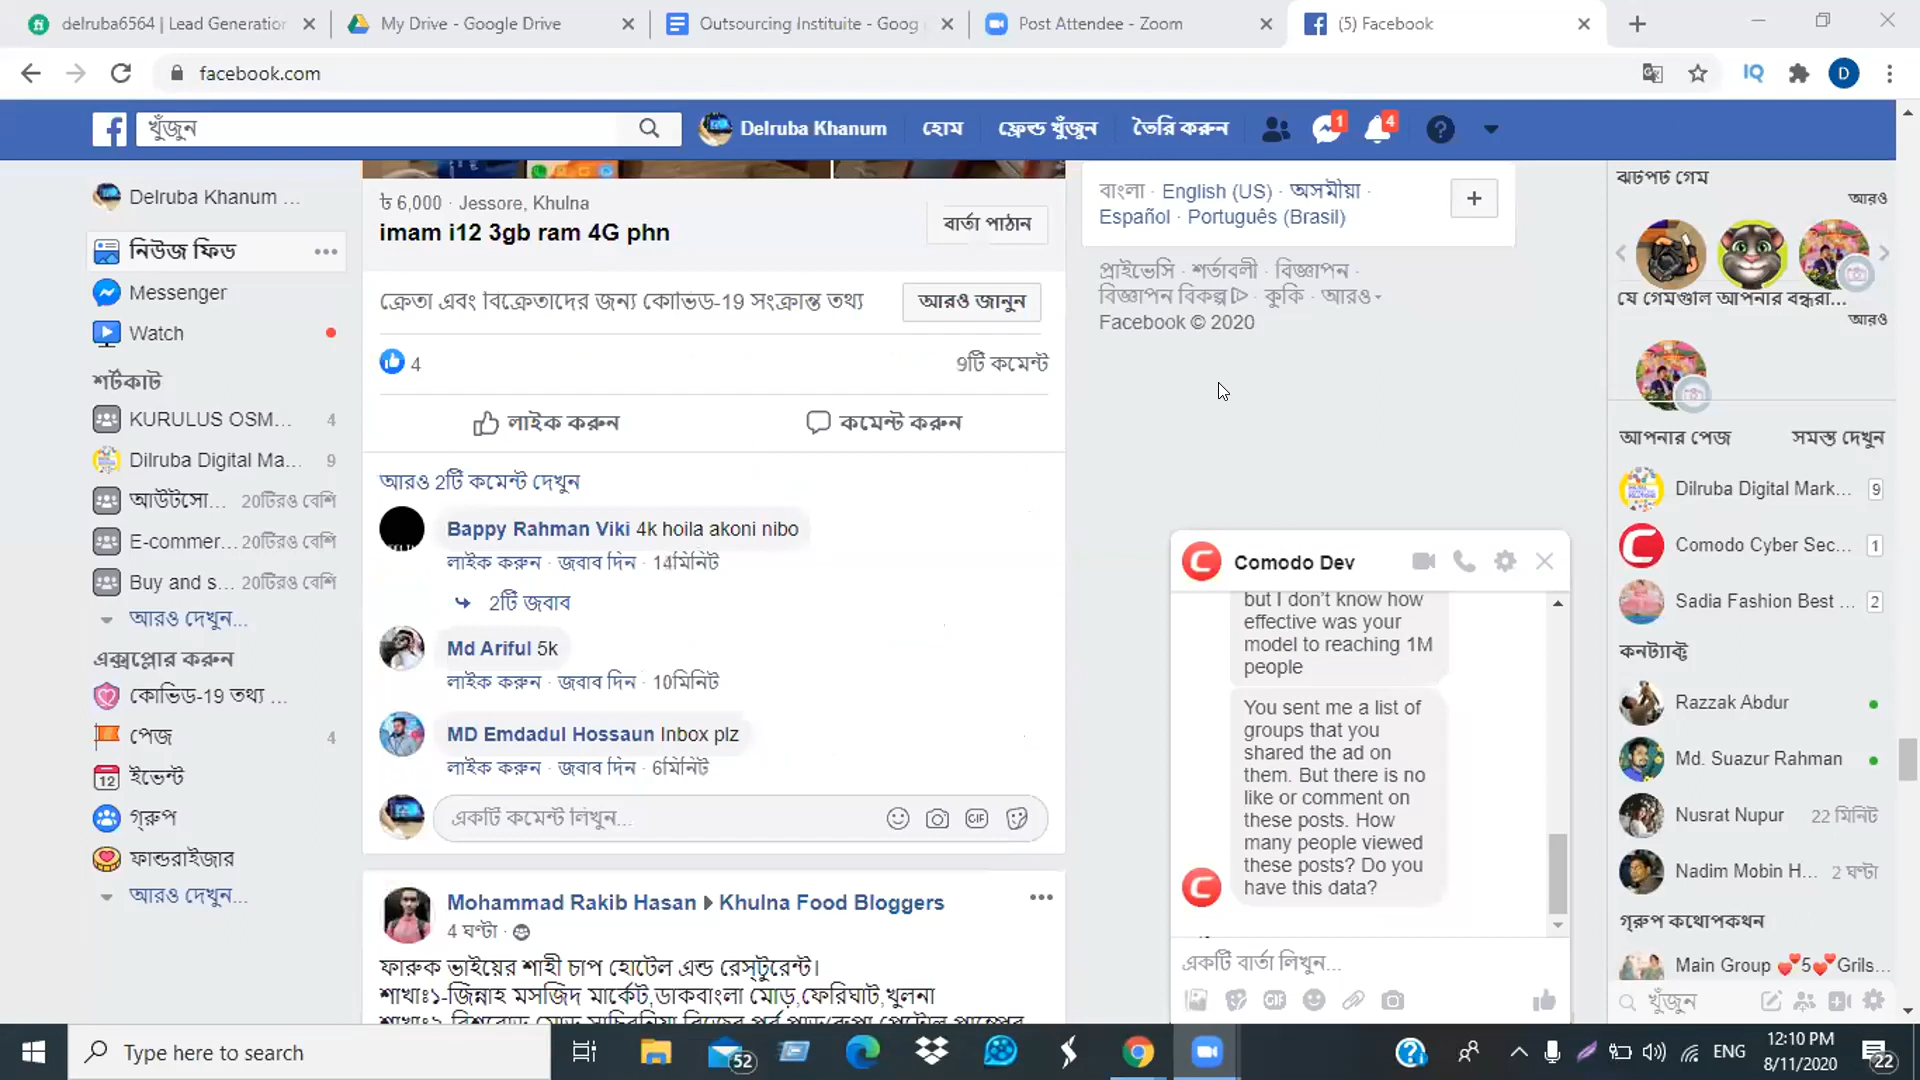 delruba6564 | Lead Generation
My Drive - Google Drive
Outsourcing Instituite - Goog
Post Attendee - Zoom
(5) Facebook
facebook.com
IQ
D
খুঁজুন
Delruba Khanum
হোম
ফ্রেন্ড খুঁজুন
তৈরি করুন
1
4
Delruba Khanum ...
নিউজ ফিড
Messenger
Watch
শর্টকাট
KURULUS OSM... 4
Dilruba Digital Ma... 9
আউটসো... 20টিরও বেশি
E-commer... 20টিরও বেশি
Buy and s... 20টিরও বেশি
আরও দেখুন...
এক্সপ্লোর করুন
কোভিড-19 তথ্য ...
পেজ 4
ইভেন্ট
গ্রুপ
ফান্ডরাইজার
আরও দেখুন...
৳ 6,000 · Jessore, Khulna
imam i12 3gb ram 4G phn
বার্তা পাঠান
ক্রেতা এবং বিক্রেতাদের জন্য কোভিড-19 সংক্রান্ত তথ্য
আরও জানুন
4
9টি কমেন্ট
লাইক করুন
কমেন্ট করুন
আরও 2টি কমেন্ট দেখুন
Bappy Rahman Viki 4k hoila akoni nibo
লাইক করুন · জবাব দিন · 14মিনিট
2টি জবাব
Md Ariful 5k
লাইক করুন · জবাব দিন · 10মিনিট
MD Emdadul Hossaun Inbox plz
লাইক করুন · জবাব দিন · 6মিনিট
একটি কমেন্ট লিখুন...
GIF
Mohammad Rakib Hasan ▸ Khulna Food Bloggers
4 ঘণ্টা ·
ফারুক ভাইয়ের শাহী চাপ হোটেল এন্ড রেস্টুরেন্ট।
শাখাঃ১-জিন্নাহ মসজিদ মার্কেট,ডাকবাংলা মোড়,ফেরিঘাট,খুলনা
বাংলা · English (US) · অসমীয়া ·
Español · Português (Brasil)
প্রাইভেসি · শর্তাবলী · বিজ্ঞাপন ·
বিজ্ঞাপন বিকল্প · কুকি · আরও
Facebook © 2020
Comodo Dev
but I don't know how
effective was your
model to reaching 1M
people
You sent me a list of
groups that you
shared the ad on
them. But there is no
like or comment on
these posts. How
many people viewed
these posts? Do you
have this data?
একটি বার্তা লিখুন...
GIF
ঝটপট গেম
আরও
যে গেমগুলি আপনার বন্ধুরা...
আরও
আপনার পেজ সমস্ত দেখুন
Dilruba Digital Mark... 9
Comodo Cyber Sec... 1
Sadia Fashion Best ... 2
কনট্যাক্ট
Razzak Abdur
Md. Suazur Rahman
Nusrat Nupur 22 মিনিট
Nadim Mobin H... 2 ঘণ্টা
গ্রুপ কথোপকথন
Main Group 💕5💕Grils...
খুঁজুন
Type here to search
52
ENG
12:10 PM
8/11/2020
22